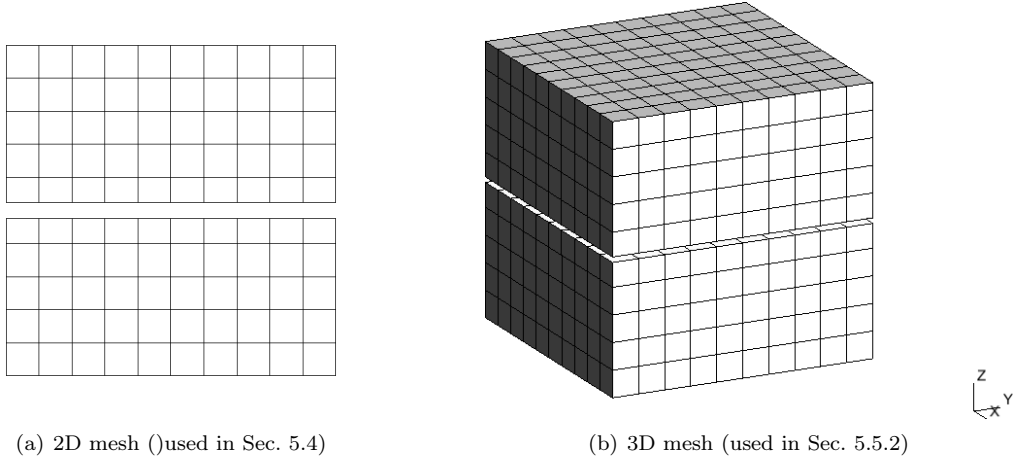 Z
Y
X
(a) 2D mesh ()used in Sec. 5.4)
(b) 3D mesh (used in Sec. 5.5.2)